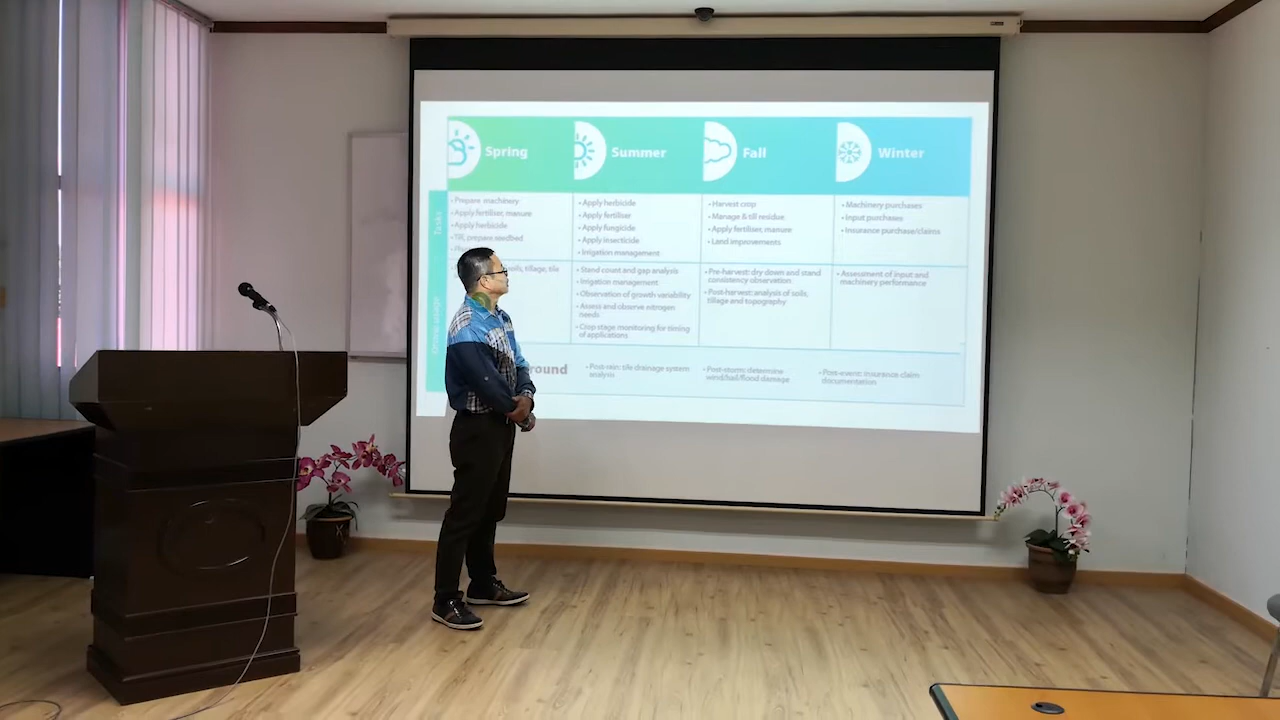 Spring
Summer
Fall
Winter
Tasks
• Prepare machinery
• Apply fertiliser, manure
• Apply herbicide
• Till, prepare seedbed
• Apply herbicide
• Apply fertiliser
• Apply fungicide
• Apply insecticide
• Irrigation management
• Harvest crop
• Manage & till residue
• Apply fertiliser, manure
• Land improvements
• Machinery purchases
• Input purchases
• Insurance purchase/claims
usage
soils, tillage, tile
• Stand count and gap analysis
• Irrigation management
• Observation of growth variability
• Assess and observe nitrogen
needs
• Crop stage monitoring for timing
of applications
• Pre-harvest: dry down and stand
consistency observation
• Post-harvest: analysis of soils,
tillage and topography
• Assessment of input and
machinery performance
round
• Post-rain: tile drainage system
analysis
• Post-storm: determine
wind/hail/flood damage
• Post-event: insurance claim
documentation